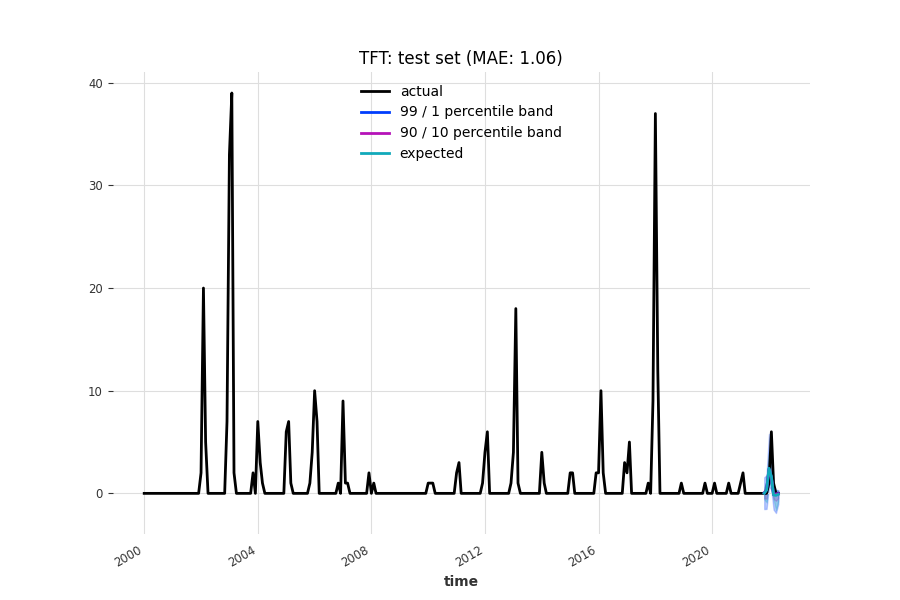 TFT: test set (MAE: 1.06)
actual
99 / 1 percentile band
90 / 10 percentile band
expected
40
30
20
10
0
2000
2004
2008
2012
2016
2020
time